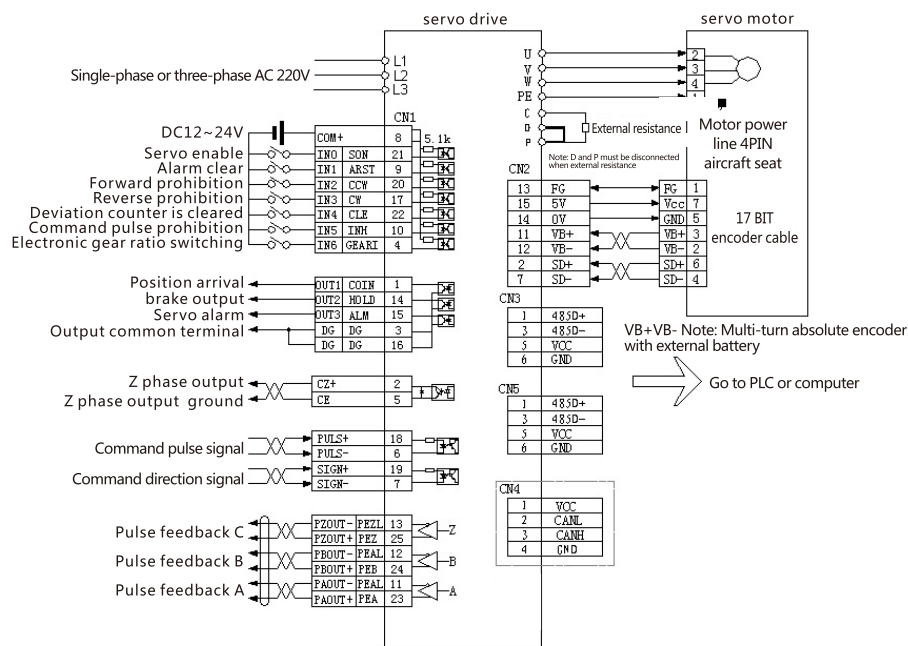 servo drive
servo motor
L1
Single-phase or three-phase AC 220V
L2
L3
U
V
W
PE
C
D
P
2
3
4
External resistance
Note: D and P must be disconnected
when external resistance
Motor power
line 4PIN
aircraft seat
CN1
DC12~24V
COM+ 8
5.1k
Servo enable IN0 SON 21
Alarm clear IN1 ARST 9
Forward prohibition IN2 CCW 20
Reverse prohibition IN3 CW 17
Deviation counter is cleared IN4 CLE 22
Command pulse prohibition IN5 INH 10
Electronic gear ratio switching IN6 GEARI 4
Position arrival OUT1 COIN 1
brake output OUT2 HOLD 14
Servo alarm OUT3 ALM 15
Output common terminal DG DG 3
DG DG 16
Z phase output CZ+ 2
Z phase output ground CE 5
Command pulse signal
PULS+ 18
PULS- 6
Command direction signal
SIGN+ 19
SIGN- 7
Pulse feedback C
PZOUT- PEZL 13
PZOUT+ PEZ 25
Z
Pulse feedback B
PBOUT- PEAL 12
PBOUT+ PEB 24
B
Pulse feedback A
PAOUT- PEAL 11
PAOUT+ PEA 23
A
CN2
13 FG FG 1
15 5V Vcc 7
14 0V GND 5
11 VB+ VB+ 3
12 VB- VB- 2
2 SD+ SD+ 6
7 SD- SD- 4
17 BIT
encoder cable
CN3
1 485D+
3 485D-
5 VCC
6 GND
VB+VB- Note: Multi-turn absolute encoder
with external battery
Go to PLC or computer
CN5
1 485D+
3 485D-
5 VCC
6 GND
CN4
1 VCC
2 CANL
3 CANH
4 GND